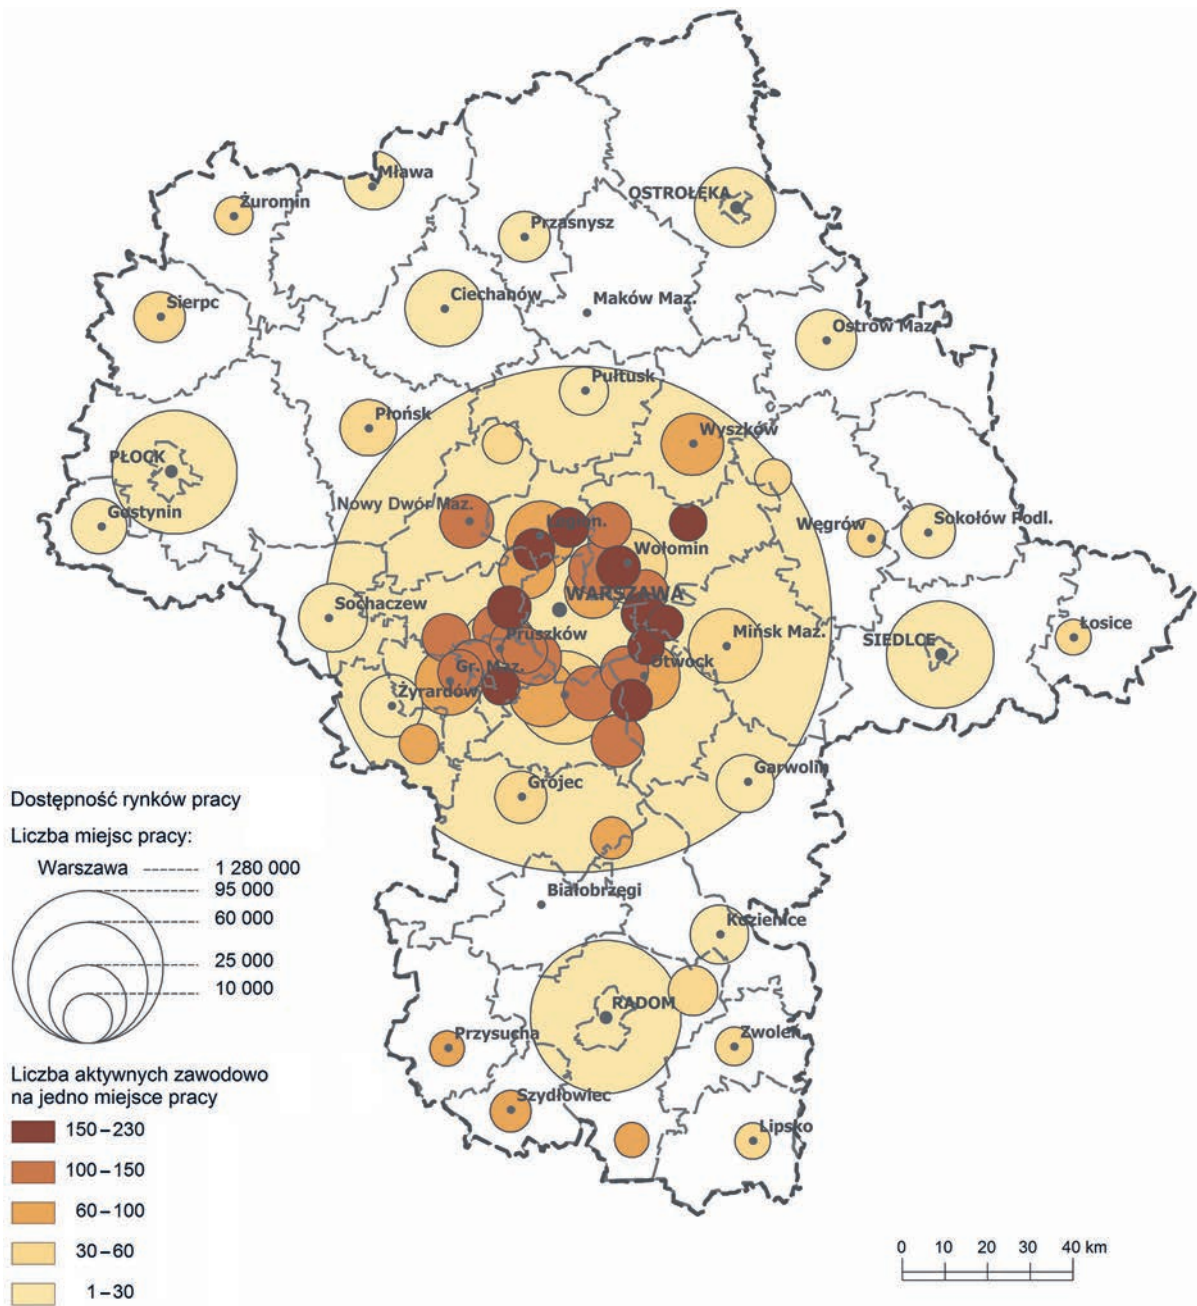 Mława
Żuromin
OSTROŁĘKA
Przasnysz
Ciechanów
Maków Maz.
Sierpc
Ostrów Maz.
Pułtusk
Płońsk
Wyszków
PŁOCK
Gostynin
Nowy Dwór Maz.
Legion.
Węgrów
Sokołów Podl.
Wołomin
WARSZAWA
Sochaczew
Pruszków
Mińsk Maz.
SIEDLCE
Łosice
Gr. Maz.
Otwock
Żyrardów
Grójec
Garwolin
Białobrzegi
Kozienice
RADOM
Przysucha
Zwoleń
Szydłowiec
Lipsko
Dostępność rynków pracy
Liczba miejsc pracy:
Warszawa 1 280 000
95 000
60 000
25 000
10 000
Liczba aktywnych zawodowo
na jedno miejsce pracy
150–230
100–150
60–100
30–60
1–30
0 10 20 30 40 km